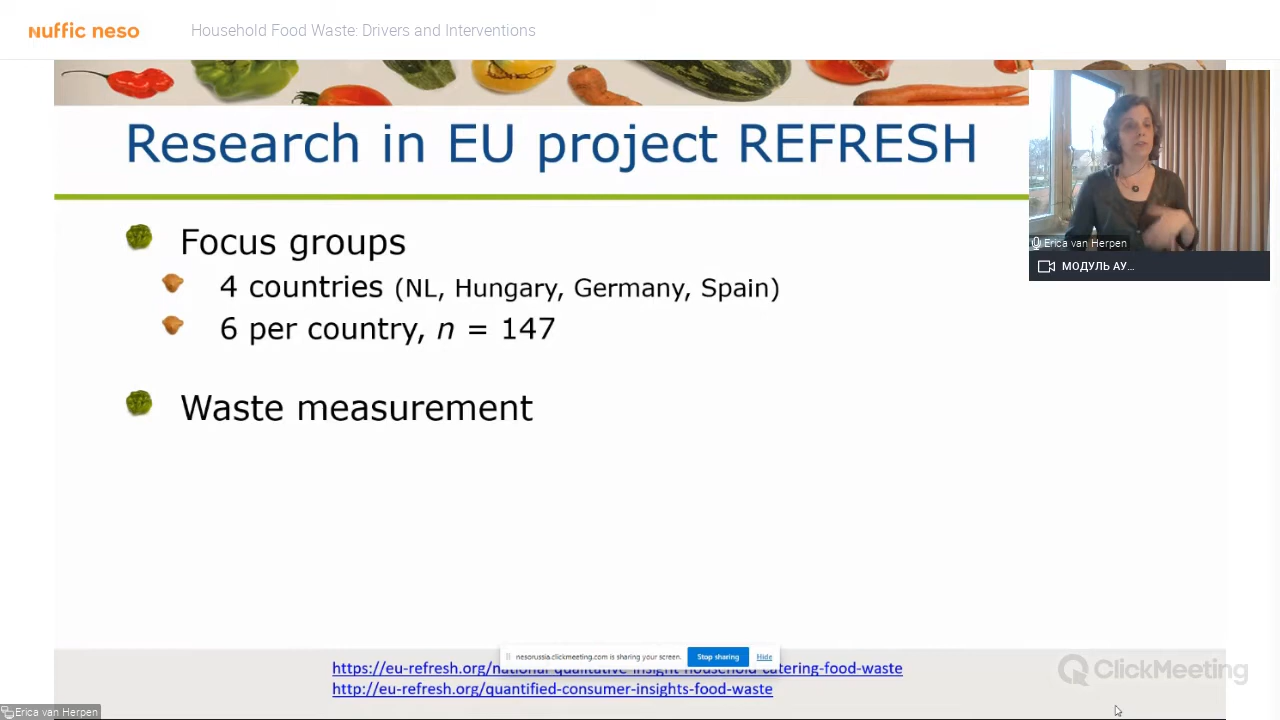 nuffic neso
Household Food Waste: Drivers and Interventions
Research in EU project REFRESH
Erica van Herpen
МОДУЛЬ АУ...
Focus groups
4 countries (NL, Hungary, Germany, Spain)
6 per country, n = 147
Waste measurement
nesorussia.clickmeeting.com is sharing your screen. Stop sharing Hide
https://eu-refresh.org/national-qualitative-insight-household-catering-food-waste
http://eu-refresh.org/quantified-consumer-insights-food-waste
ClickMeeting
Erica van Herpen